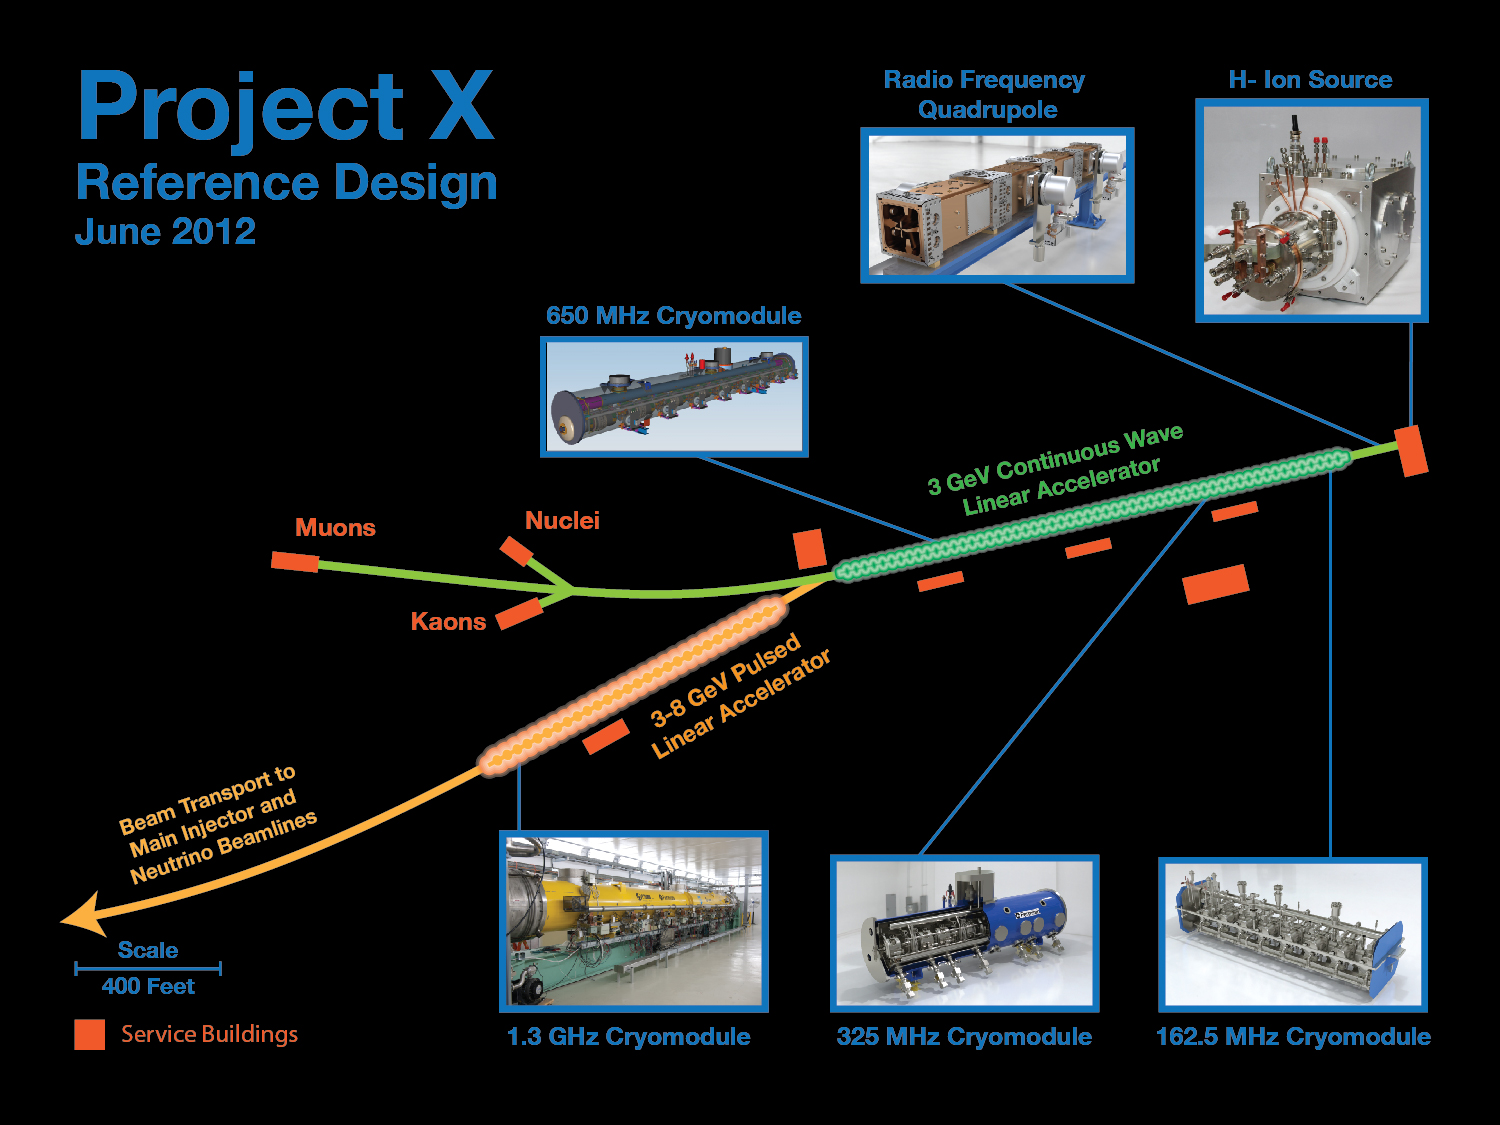 Project X
Reference Design
June 2012
Radio Frequency
Quadrupole
H- Ion Source
650 MHz Cryomodule
3 GeV Continuous Wave
Linear Accelerator
Muons
Nuclei
Kaons
3-8 GeV Pulsed
Linear Accelerator
Beam Transport to
Main Injector and
Neutrino Beamlines
Scale
400 Feet
Service Buildings
1.3 GHz Cryomodule
325 MHz Cryomodule
162.5 MHz Cryomodule